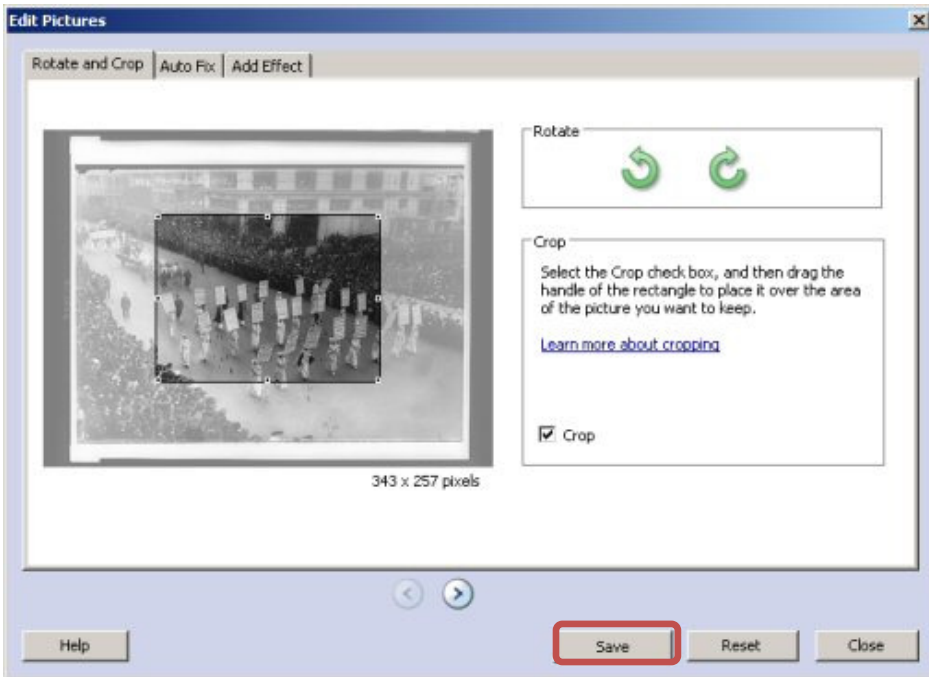 Edit Pictures
Rotate and Crop Auto Fix Add Effect
Rotate
Crop
Select the Crop check box, and then drag the
handle of the rectangle to place it over the area
of the picture you want to keep.
Learn more about cropping
Crop
343 x 257 pixels
Help Save Reset Close